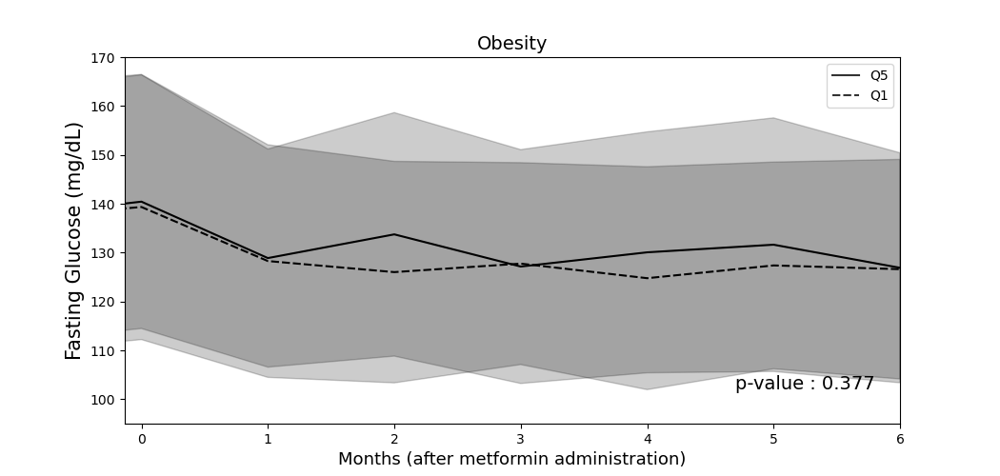 Obesity
170
160
150
140
130
120
110
100
Fasting Glucose (mg/dL)
Q5
Q1
p-value : 0.377
0 1 2 3 4 5 6
Months (after metformin administration)